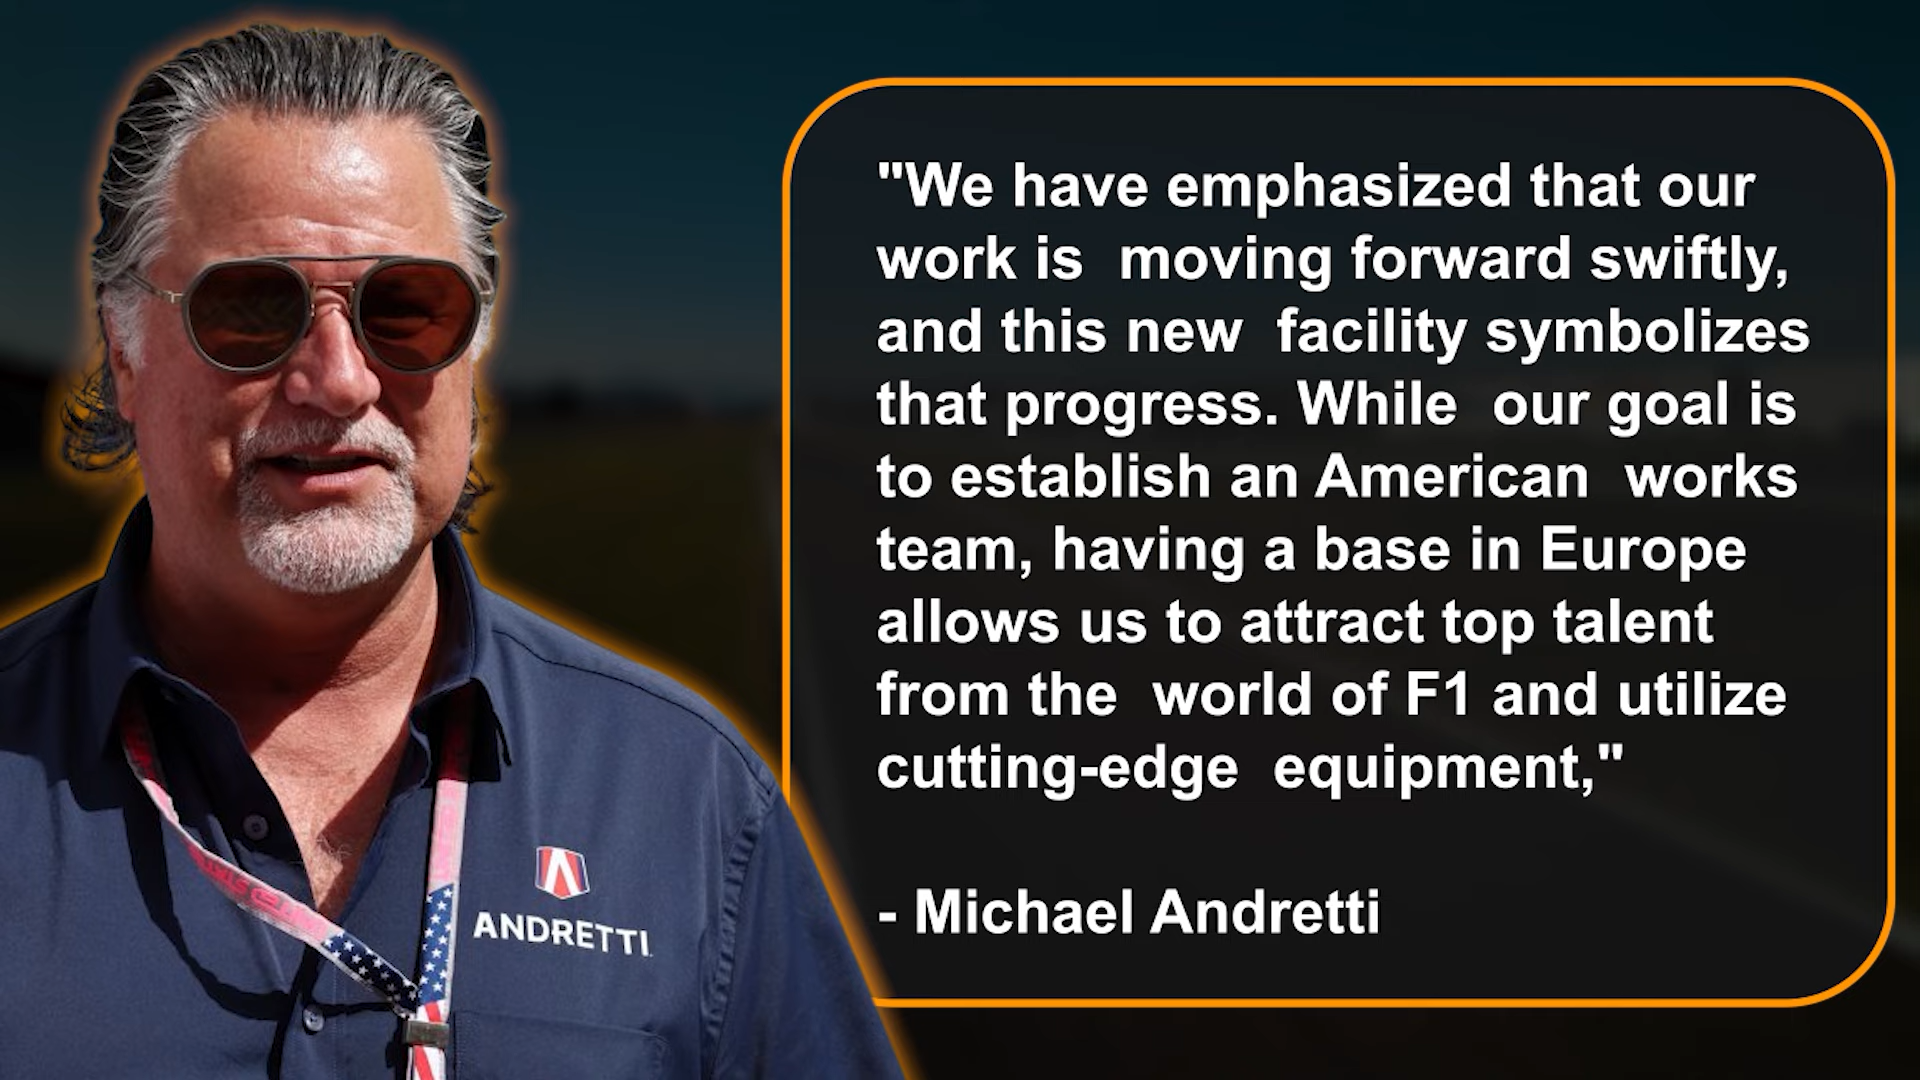 "We have emphasized that our
work is  moving forward swiftly,
and this new  facility symbolizes
that progress. While  our goal is
to establish an American  works
team, having a base in Europe
allows us to attract top talent
from the  world of F1 and utilize
cutting-edge  equipment,"
- Michael Andretti
ANDRETTI